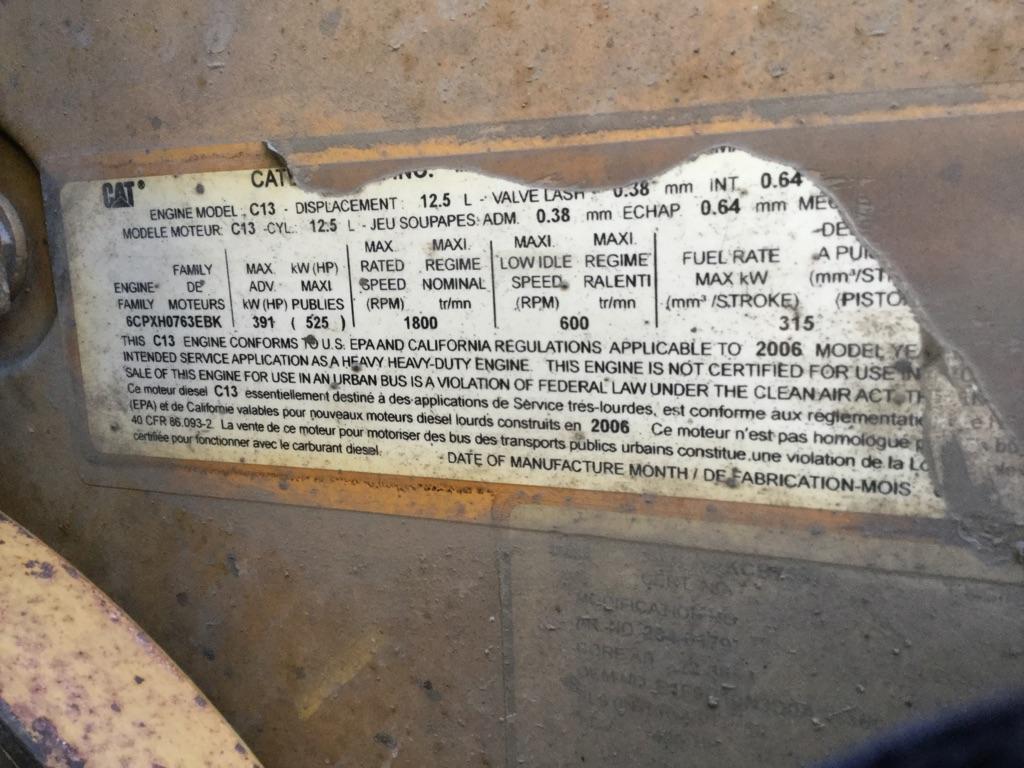 CAT®
ENGINE MODEL: C13 - DISPLACEMENT: 12.5 L - VALVE LASH 0.38 mm INT. 0.64
MODELE MOTEUR: C13 -CYL: 12.5 L - JEU SOUPAPES: ADM. 0.38 mm ECHAP. 0.64 mm
ENGINE FAMILY
FAMILY DE MOTEURS
6CPXH0763EBK
MAX. kW (HP)
ADV. MAXI
kW (HP) PUBLIES
391 ( 525 )
MAX. MAXI.
RATED REGIME
SPEED NOMINAL
(RPM) tr/mn
1800
MAXI. MAXI.
LOW IDLE REGIME
SPEED RALENTI
(RPM) tr/mn
600
FUEL RATE
MAX kW (mm³/ST
(mm³ /STROKE) (PISTO
315
THIS C13 ENGINE CONFORMS TO U.S. EPA AND CALIFORNIA REGULATIONS APPLICABLE TO 2006 MODEL YE
INTENDED SERVICE APPLICATION AS A HEAVY HEAVY-DUTY ENGINE. THIS ENGINE IS NOT CERTIFIED FOR USE IN
SALE OF THIS ENGINE FOR USE IN AN URBAN BUS IS A VIOLATION OF FEDERAL LAW UNDER THE CLEAN AIR ACT. TH
Ce moteur diesel C13 essentiellement destiné à des applications de Service très-lourdes, est conforme aux réglementati
(EPA) et de Californie valables pour nouveaux moteurs diesel lourds construits en 2006 Ce moteur n'est pas homologué
40 CFR 86.093-2. La vente de ce moteur pour motoriser des bus des transports publics urbains constitue une violation de la Lo
certifiée pour fonctionner avec le carburant diesel.
DATE OF MANUFACTURE MONTH / DE FABRICATION-MOIS